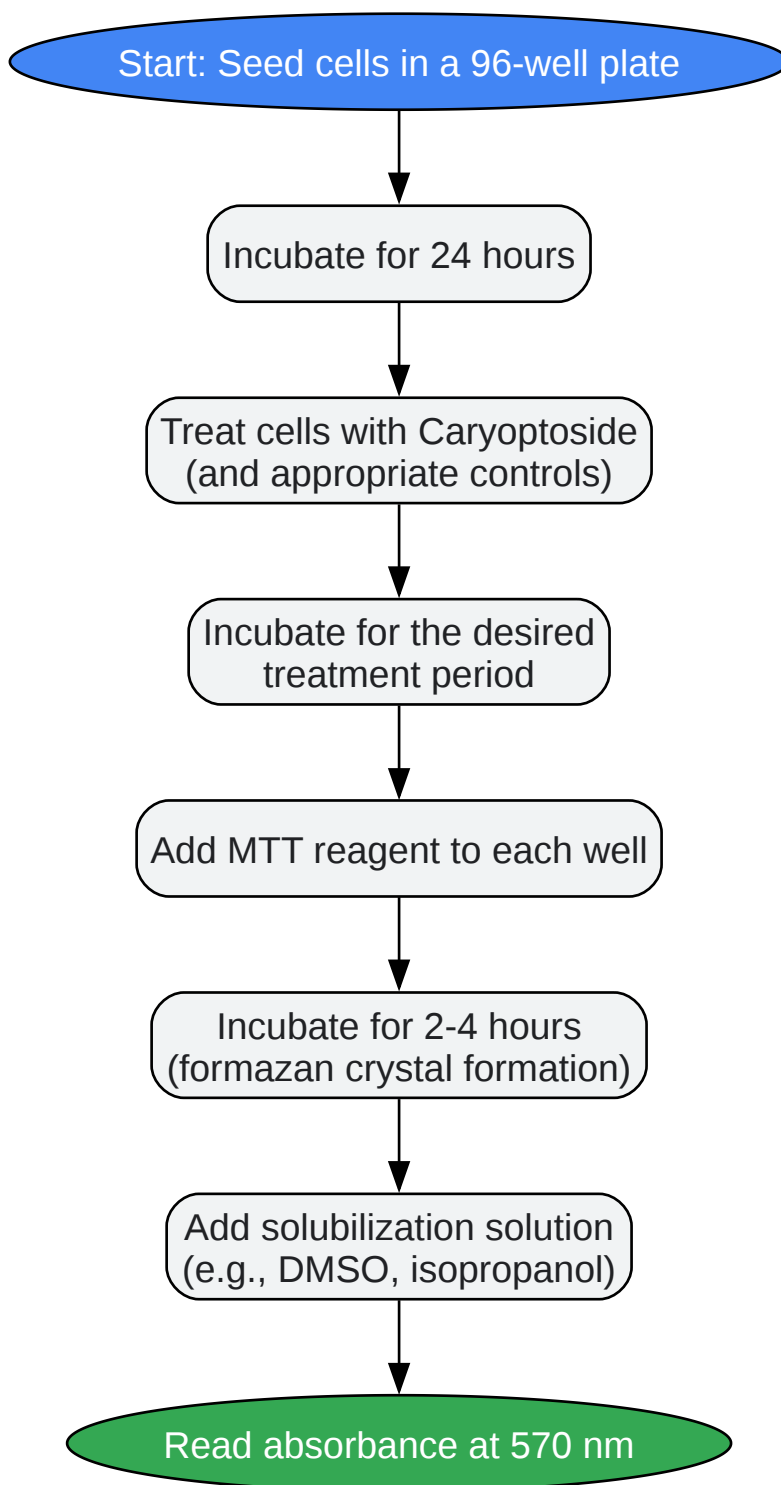 Start: Seed cells in a 96-well plate
Incubate for 24 hours
Treat cells with Caryoptoside
(and appropriate controls)
Incubate for the desired
treatment period
Add MTT reagent to each well
Incubate for 2-4 hours
(formazan crystal formation)
Add solubilization solution
(e.g., DMSO, isopropanol)
Read absorbance at 570 nm